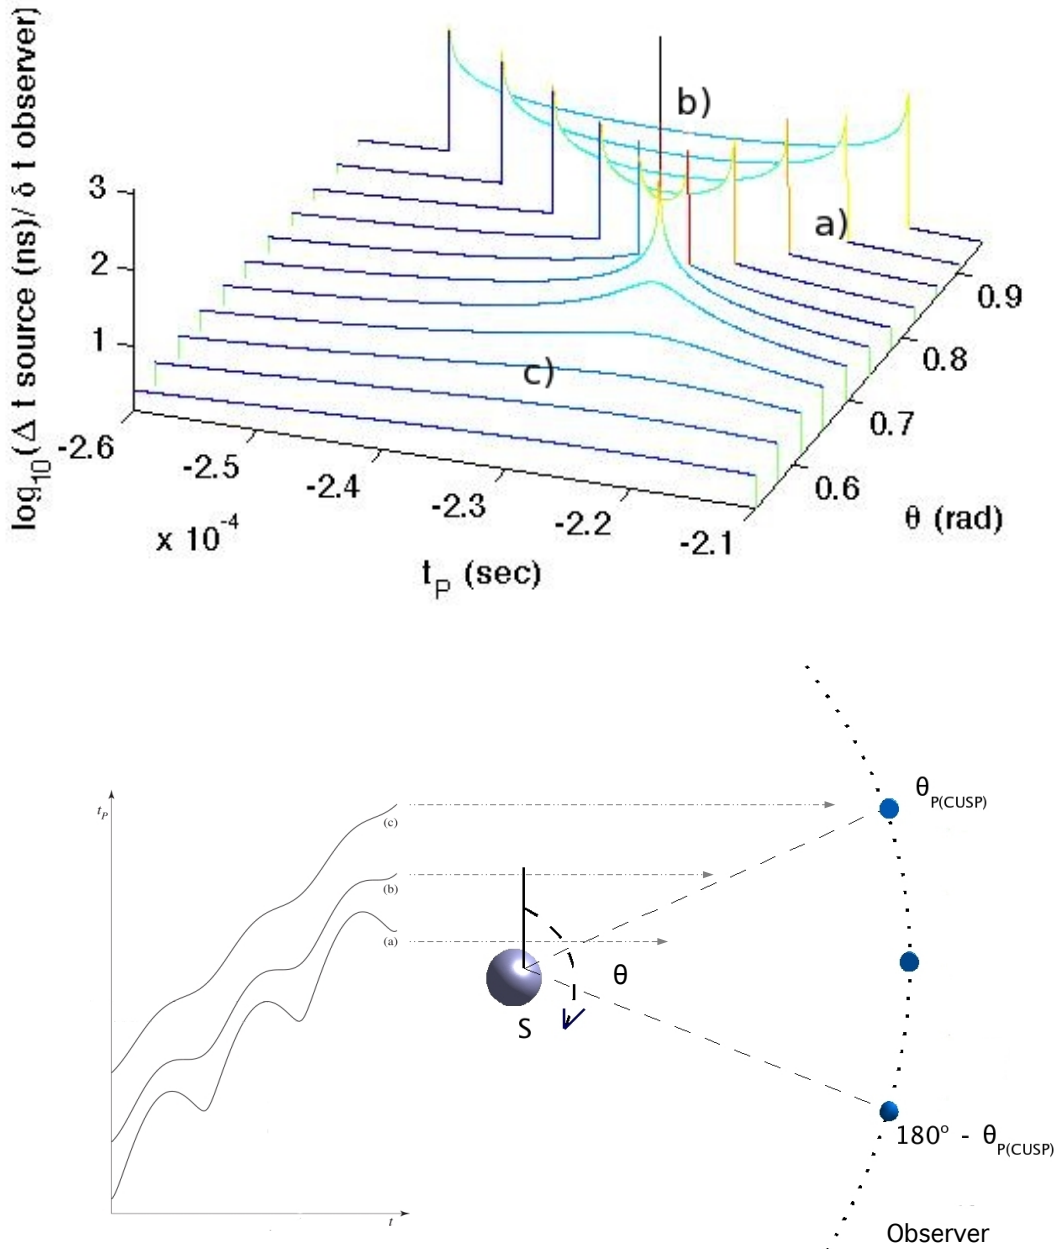 log10(Δ t source (ns)/ δ t observer)
b)
a)
c)
3
2
1
-2.6
-2.5
-2.4
-2.3
-2.2
-2.1
x 10-4
tP (sec)
0.6
0.7
0.8
0.9
θ (rad)
tP
(c)
(b)
(a)
t
S
θ
θP(CUSP)
180° - θP(CUSP)
Observer